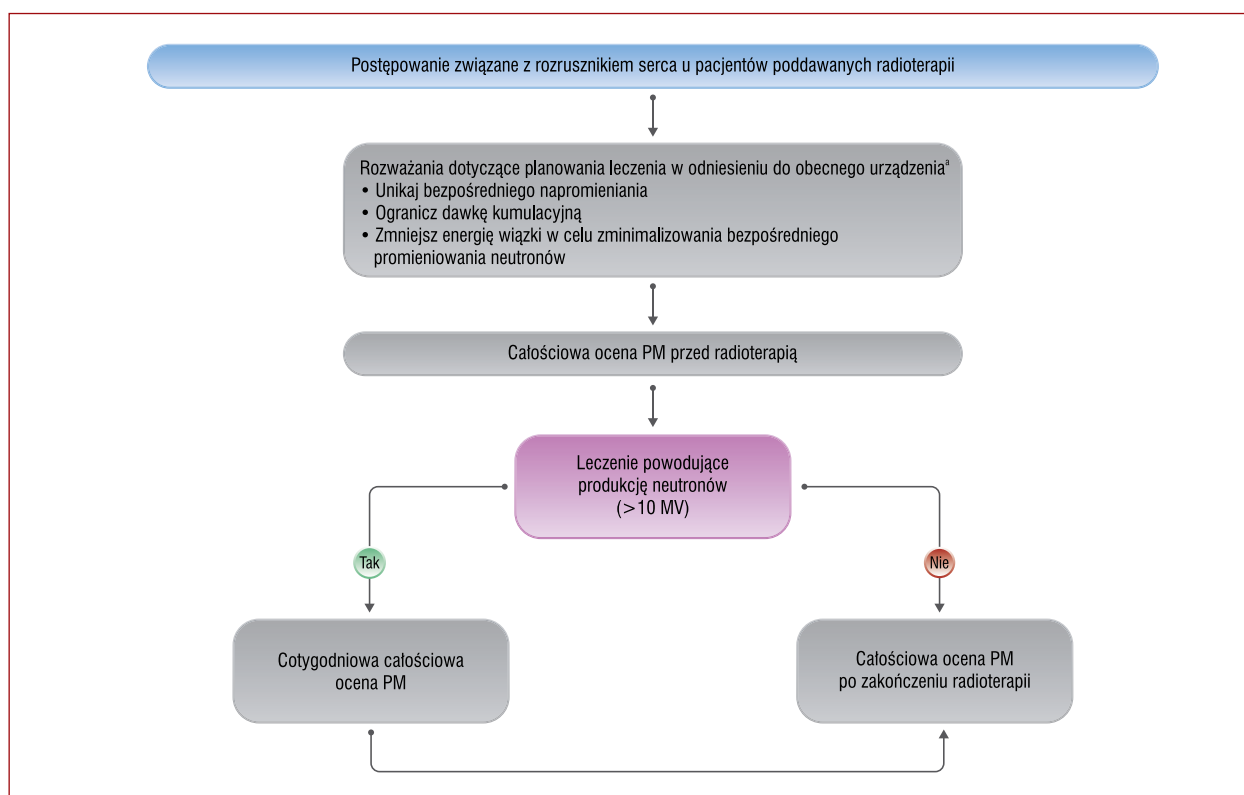 Postępowanie związane z rozrusznikiem serca u pacjentów poddawanych radioterapii
Rozważania dotyczące planowania leczenia w odniesieniu do obecnego urządzeniaª
• Unikaj bezpośredniego napromieniania
• Ogranicz dawkę kumulacyjną
• Zmniejsz energię wiązki w celu zminimalizowania bezpośredniego
promieniowania neutronów
Całościowa ocena PM przed radioterapią
Leczenie powodujące
produkcję neutronów
(>10 MV)
Tak
Nie
Cotygodniowa całościowa
ocena PM
Całościowa ocena PM
po zakończeniu radioterapii